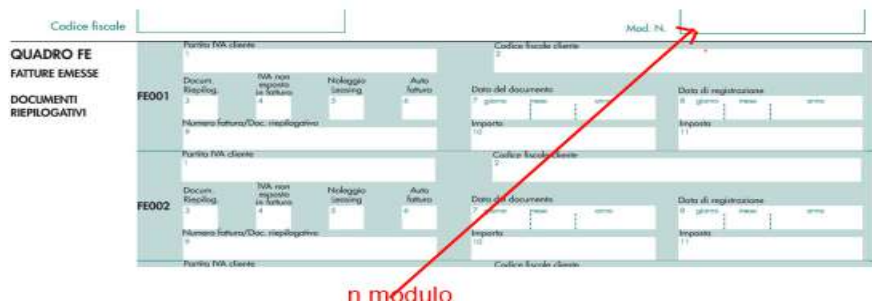 Codice fiscale
Mod. N.
QUADRO FE
FATTURE EMESSE
DOCUMENTI
RIEPILOGATIVI
Partita IVA cliente
1
Codice fiscale cliente
2
FE001
Docum. Riepilog.
3
IVA non esposta in fattura
4
Noleggio Leasing
5
Auto fattura
6
Data del documento
7 giorno mese anno
Data di registrazione
8 giorno mese anno
Numero fattura/Doc. riepilogativo
9
Importo
10
Imposta
11
Partita IVA cliente
1
Codice fiscale cliente
2
FE002
Docum. Riepilog.
3
IVA non esposta in fattura
4
Noleggio Leasing
5
Auto fattura
6
Data del documento
7 giorno mese anno
Data di registrazione
8 giorno mese anno
Numero fattura/Doc. riepilogativo
9
Importo
10
Imposta
11
Partita IVA cliente
Codice fiscale cliente
n modulo